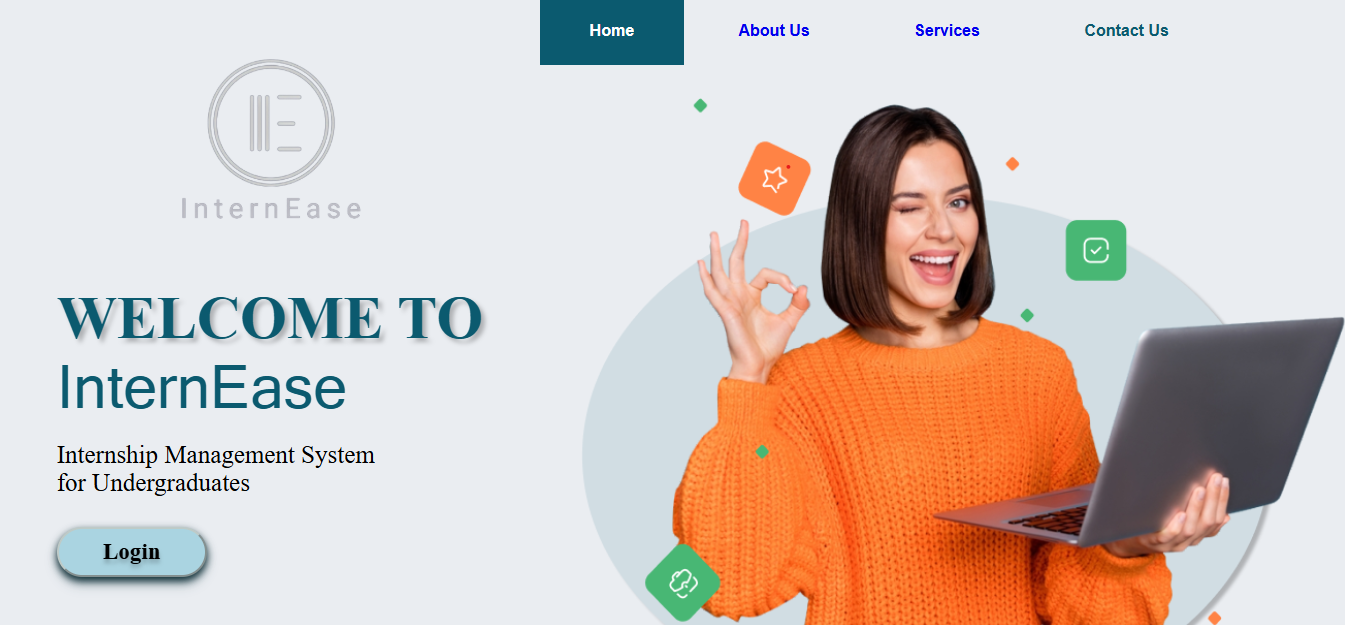 Home
About Us
Services
Contact Us
InternEase
WELCOME TO
InternEase
Internship Management System
for Undergraduates
Login